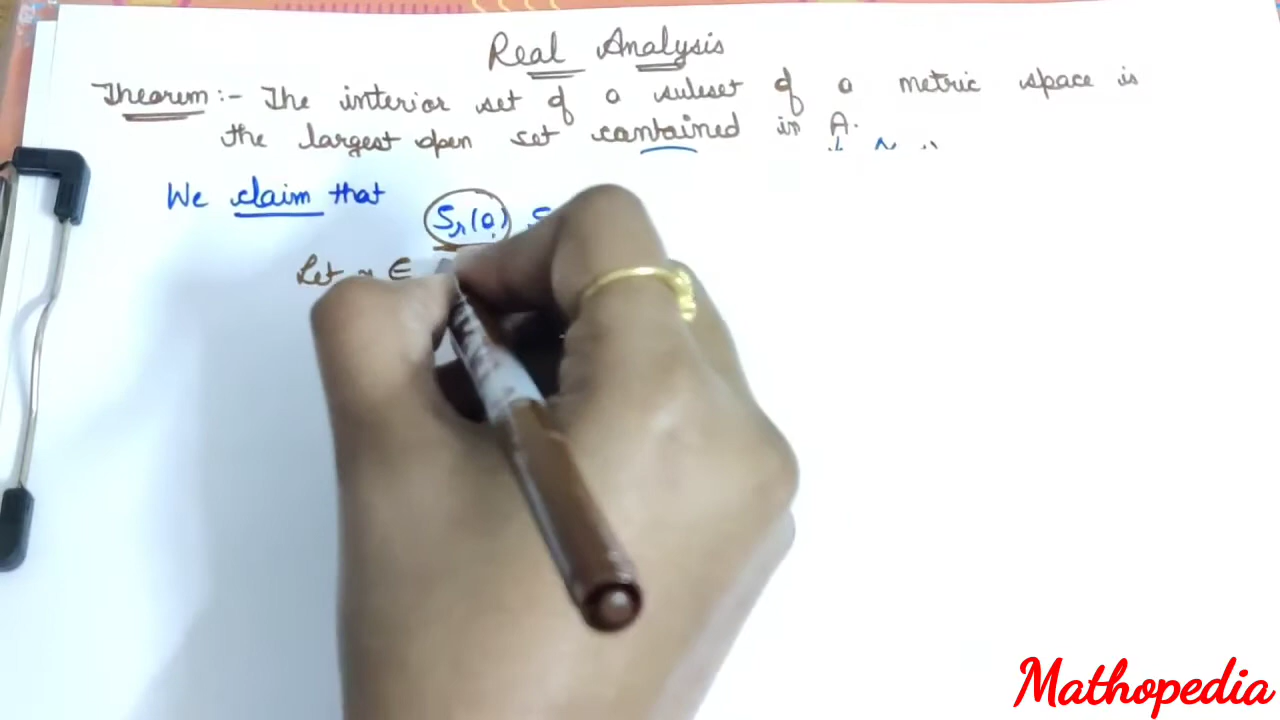 Real Analysis
Theorem :- The interior set of a subset of a metric space is
the largest open set contained in A.
We claim that
Sr(a)
Let x ∈
Mathopedia